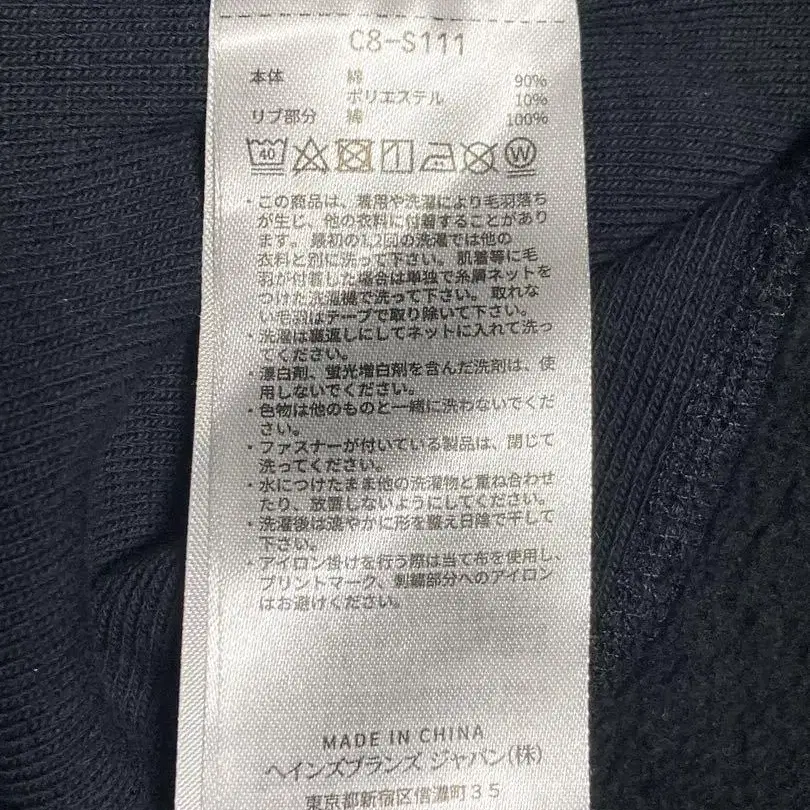 C8-S111
本体 綿 90%
ポリエステル 10%
リブ部分 綿 100%
40 W
・この商品は、着用や洗濯により毛羽落ち
が生じ、他の衣料に付着することがあり
ます。最初の1,2回の洗濯では他の
衣料と別に洗って下さい。肌着等に毛
羽が付着した場合は単独で糸屑ネットを
つけた洗濯機で洗って下さい。取れな
い毛羽はテープで取り除いて下さい。
・洗濯は裏返しにしてネットに入れて洗っ
てください。
・漂白剤、蛍光増白剤を含んだ洗剤は、使
用しないでください。
・色物は他のものと一緒に洗わないでくだ
さい。
・ファスナーが付いている製品は、閉じて
洗ってください。
・水につけたまま他の洗濯物と重ね合わせ
たり、放置しないようにしてください。
・洗濯後は速やかに形を整え日陰で干して
下さい。
・アイロン掛けを行う際は当て布を使用し、
プリントマーク、刺繍部分へのアイロン
はお避けください。
MADE IN CHINA
ヘインズブランズ ジャパン(株)
東京都新宿区信濃町35